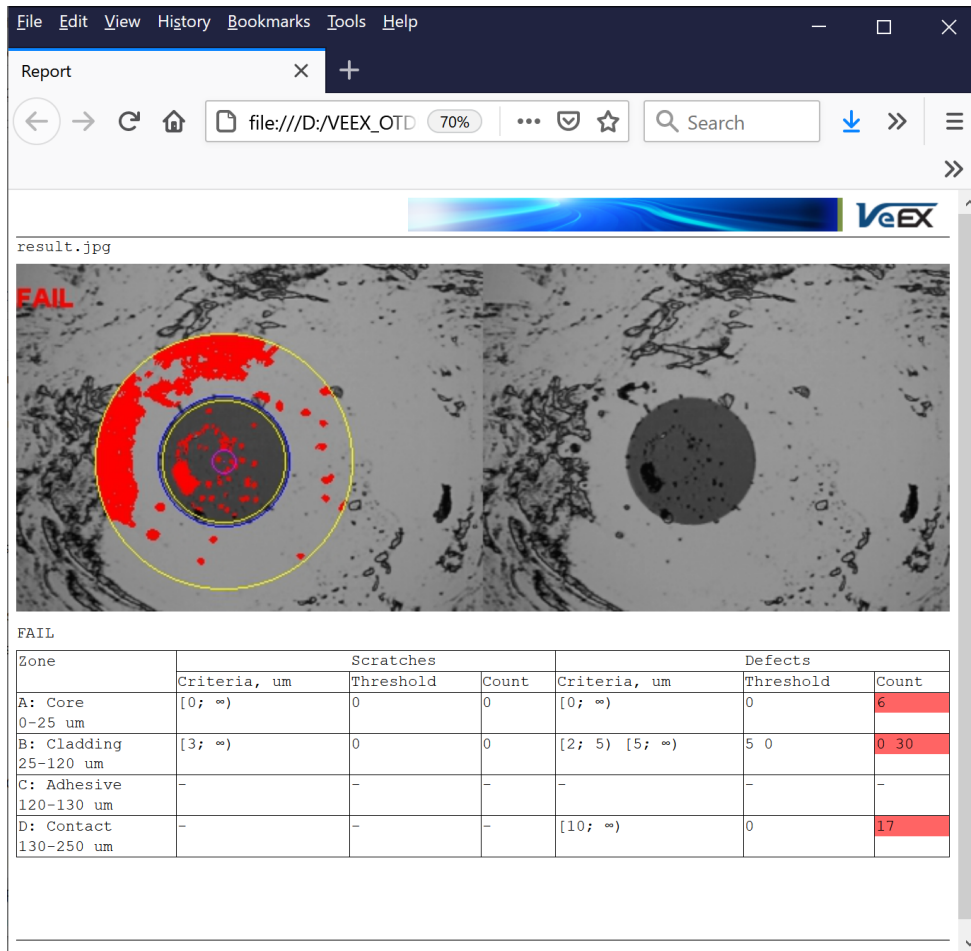 File Edit View History Bookmarks Tools Help
Report
file:///D:/VEEX_OTD 70% Search
VeEX
result.jpg
FAIL
FAIL
Zone Scratches Defects
Criteria, um Threshold Count Criteria, um Threshold Count
A: Core [0; ∞) 0 0 [0; ∞) 0 6
0-25 um
B: Cladding [3; ∞) 0 0 [2; 5) [5; ∞) 5 0 0 30
25-120 um
C: Adhesive - - - - - -
120-130 um
D: Contact - - - [10; ∞) 0 17
130-250 um